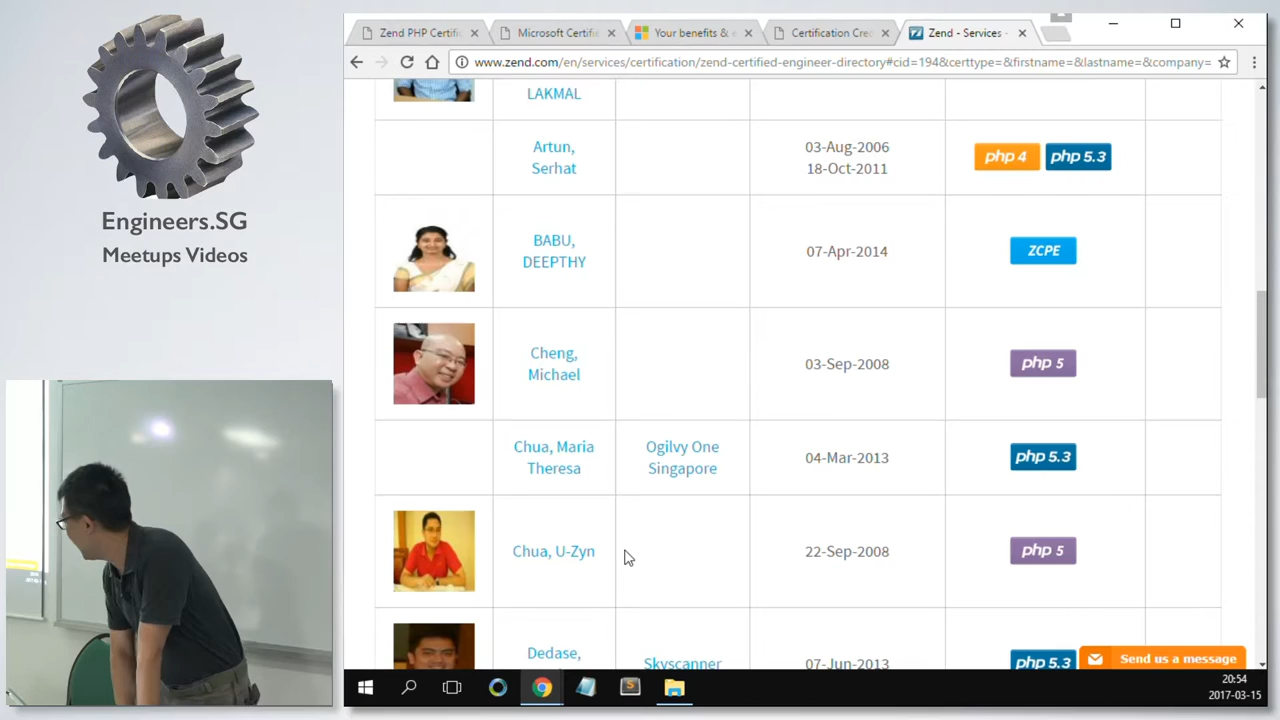 Engineers.SG
Meetups Videos
Zend PHP Certifi
Microsoft Certifi
Your benefits & e
Certification Cre
Zend - Services -
www.zend.com/en/services/certification/zend-certified-engineer-directory#cid=194&certtype=&firstname=&lastname=&company=
LAKMAL
Artun,
Serhat
03-Aug-2006
18-Oct-2011
php 4
php 5.3
BABU,
DEEPTHY
07-Apr-2014
ZCPE
Cheng,
Michael
03-Sep-2008
php 5
Chua, Maria
Theresa
Ogilvy One
Singapore
04-Mar-2013
php 5.3
Chua, U-Zyn
22-Sep-2008
php 5
Dedase,
Skyscanner
07-Jun-2013
php 5.3
Send us a message
20:54
2017-03-15